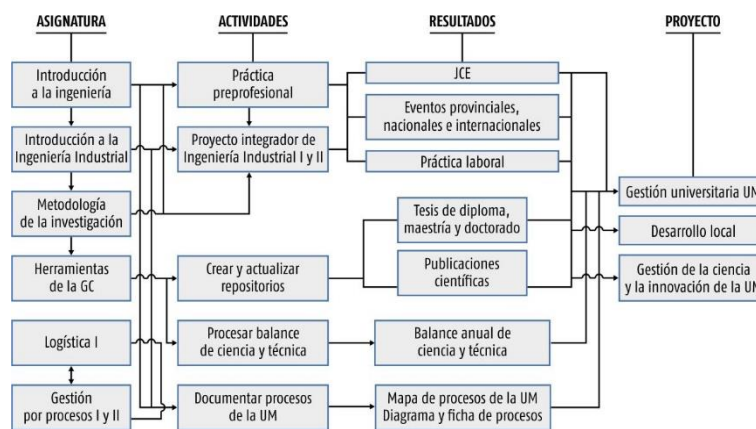 ASIGNATURA
ACTIVIDADES
RESULTADOS
PROYECTO
Introducción
a la ingeniería
Introducción a la
Ingeniería Industrial
Metodología
de la investigación
Herramientas
de la GC
Logística I
Gestión
por procesos I y II
Práctica
preprofesional
Proyecto integrador de
Ingeniería Industrial I y II
Crear y actualizar
repositorios
Procesar balance
de ciencia y técnica
Documentar procesos
de la UM
JCE
Eventos provinciales,
nacionales e internacionales
Práctica laboral
Tesis de diploma,
maestría y doctorado
Publicaciones
científicas
Balance anual de
ciencia y técnica
Mapa de procesos de la UM
Diagrama y ficha de procesos
Gestión universitaria
Desarrollo local
Gestión de la ciencia
y la innovación de la